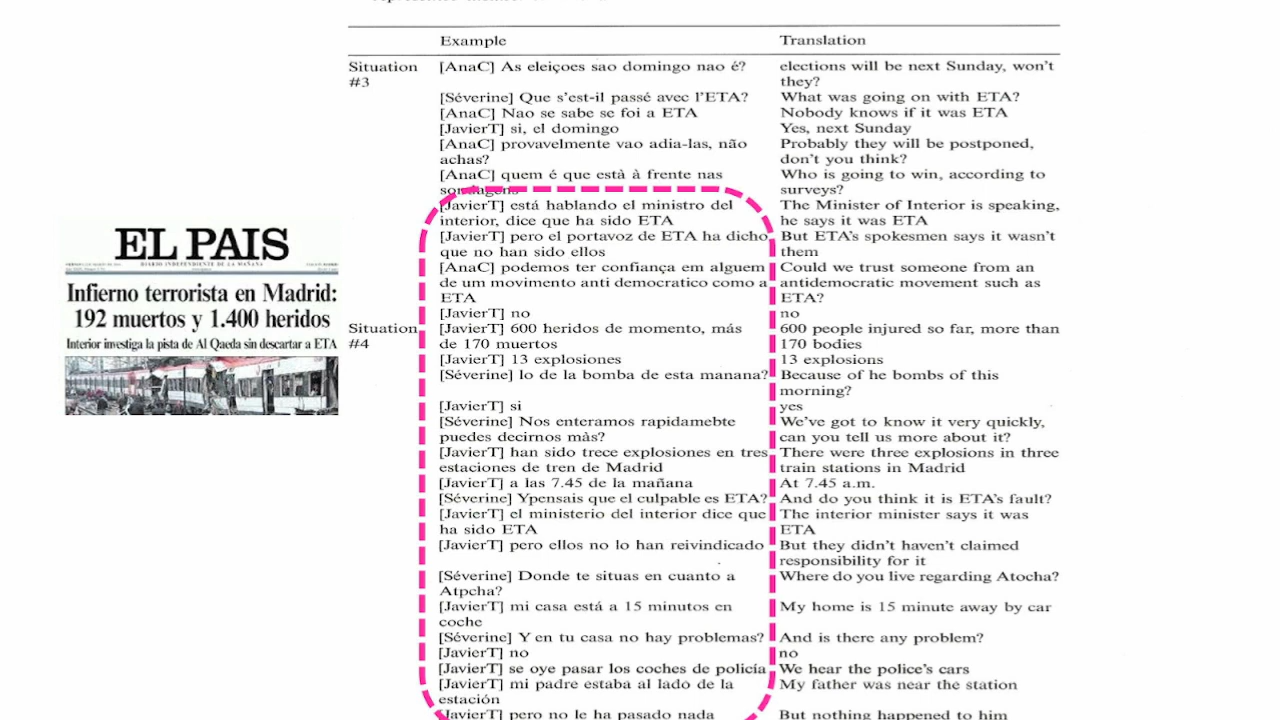 Example Translation
Situation [AnaC] As eleiçoes sao domingo nao é? elections will be next Sunday, won't
#3 they?
[Séverine] Que s'est-il passé avec l'ETA? What was going on with ETA?
[AnaC] Nao se sabe se foi a ETA Nobody knows if it was ETA
[JavierT] si, el domingo Yes, next Sunday
[AnaC] provavelmente vao adia-las, não Probably they will be postponed,
achas? don't you think?
[AnaC] quem é que està à frente nas Who is going to win, according to
sondagens surveys?
[JavierT] está hablando el ministro del The Minister of Interior is speaking,
interior, dice que ha sido ETA he says it was ETA
[JavierT] pero el portavoz de ETA ha dicho But ETA's spokesmen says it wasn't
que no han sido ellos them
[AnaC] podemos ter confiança em alguem Could we trust someone from an
de um movimento anti democratico como a antidemocratic movement such as
ETA ETA?
[JavierT] no no
Situation [JavierT] 600 heridos de momento, más 600 people injured so far, more than
#4 de 170 muertos 170 bodies
[JavierT] 13 explosiones 13 explosions
[Séverine] lo de la bomba de esta manana? Because of he bombs of this
morning?
[JavierT] si yes
[Séverine] Nos enteramos rapidamebte We've got to know it very quickly,
puedes decirnos màs? can you tell us more about it?
[JavierT] han sido trece explosiones en tres There were three explosions in three
estaciones de tren de Madrid train stations in Madrid
[JavierT] a las 7.45 de la mañana At 7.45 a.m.
[Séverine] Ypensais que el culpable es ETA? And do you think it is ETA's fault?
[JavierT] el ministerio del interior dice que The interior minister says it was
ha sido ETA ETA
[JavierT] pero ellos no lo han reivindicado But they didn't haven't claimed
responsibility for it
[Séverine] Donde te situas en cuanto a Where do you live regarding Atocha?
Atpcha?
[JavierT] mi casa está a 15 minutos en My home is 15 minute away by car
coche
[Séverine] Y en tu casa no hay problemas? And is there any problem?
[JavierT] no no
[JavierT] se oye pasar los coches de policía We hear the police's cars
[JavierT] mi padre estaba al lado de la My father was near the station
estación
[JavierT] pero no le ha pasado nada But nothing happened to him
EL PAIS
DIARIO INDEPENDIENTE DE LA MAÑANA
Infierno terrorista en Madrid:
192 muertos y 1.400 heridos
Interior investiga la pista de Al Qaeda sin descartar a ETA